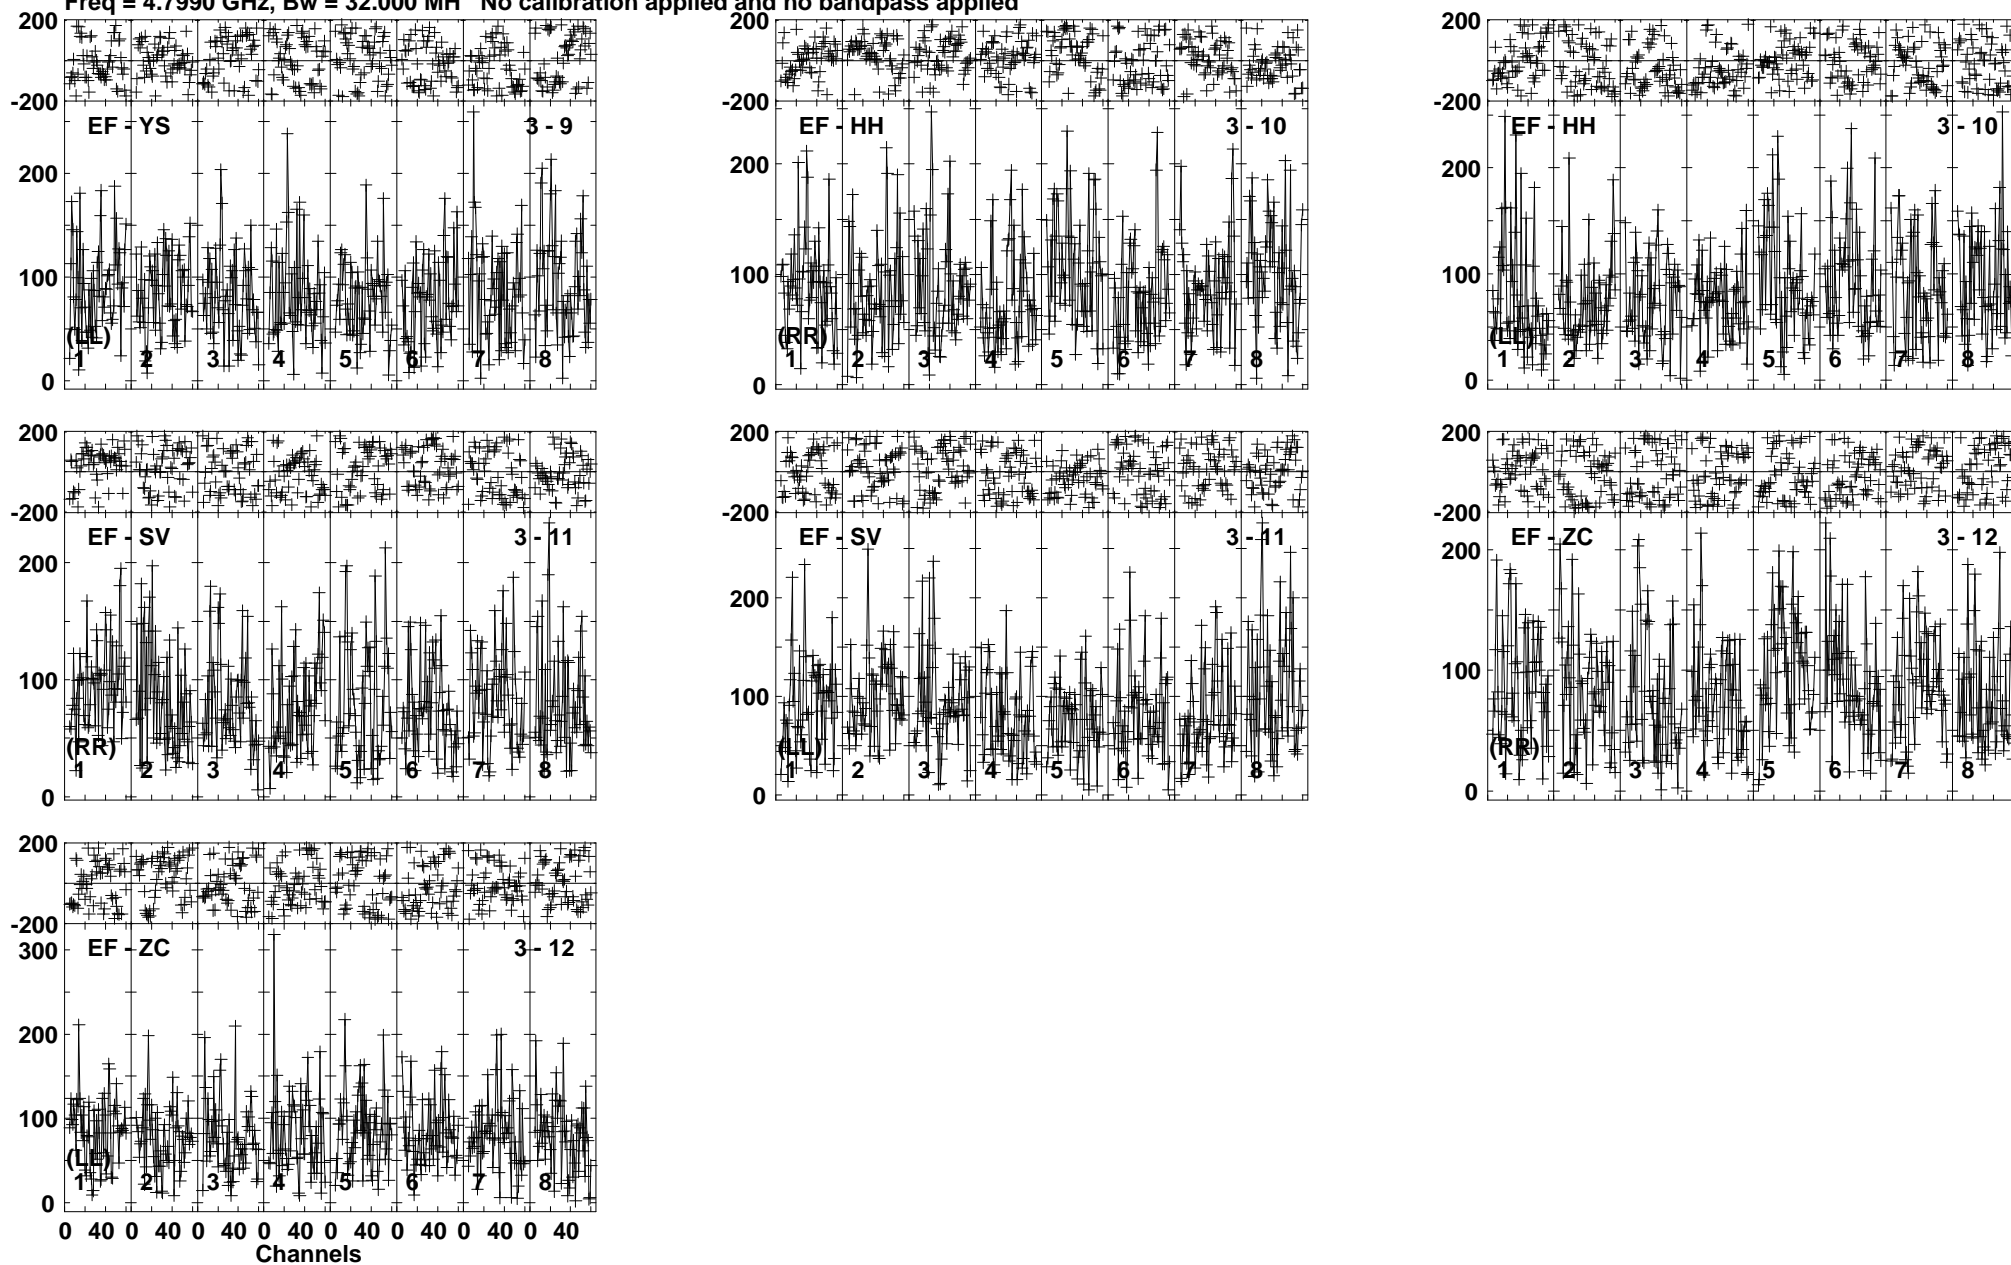 Freq = 4.7990 GHz, Bw = 32.000 MH No calibration applied and no bandpass applied
200
-200
EF - YS 3 - 9
200
100
(LL)
1 2 3 4 5 6 7 8
0
200
-200
EF - HH 3 - 10
200
100
(RR)
1 2 3 4 5 6 7 8
0
200
-200
EF - HH 3 - 10
200
100
(LL)
1 2 3 4 5 6 7 8
0
200
-200
EF - SV 3 - 11
200
100
(RR)
1 2 3 4 5 6 7 8
0
200
-200
EF - SV 3 - 11
200
100
(LL)
1 2 3 4 5 6 7 8
0
200
-200
EF - ZC 3 - 12
200
100
(RR)
1 2 3 4 5 6 7 8
0
200
-200
EF - ZC 3 - 12
300
200
100
(LL)
1 2 3 4 5 6 7 8
0
0 40 0 40 0 40 0 40 0 40 0 40 0 40 0 40
Channels